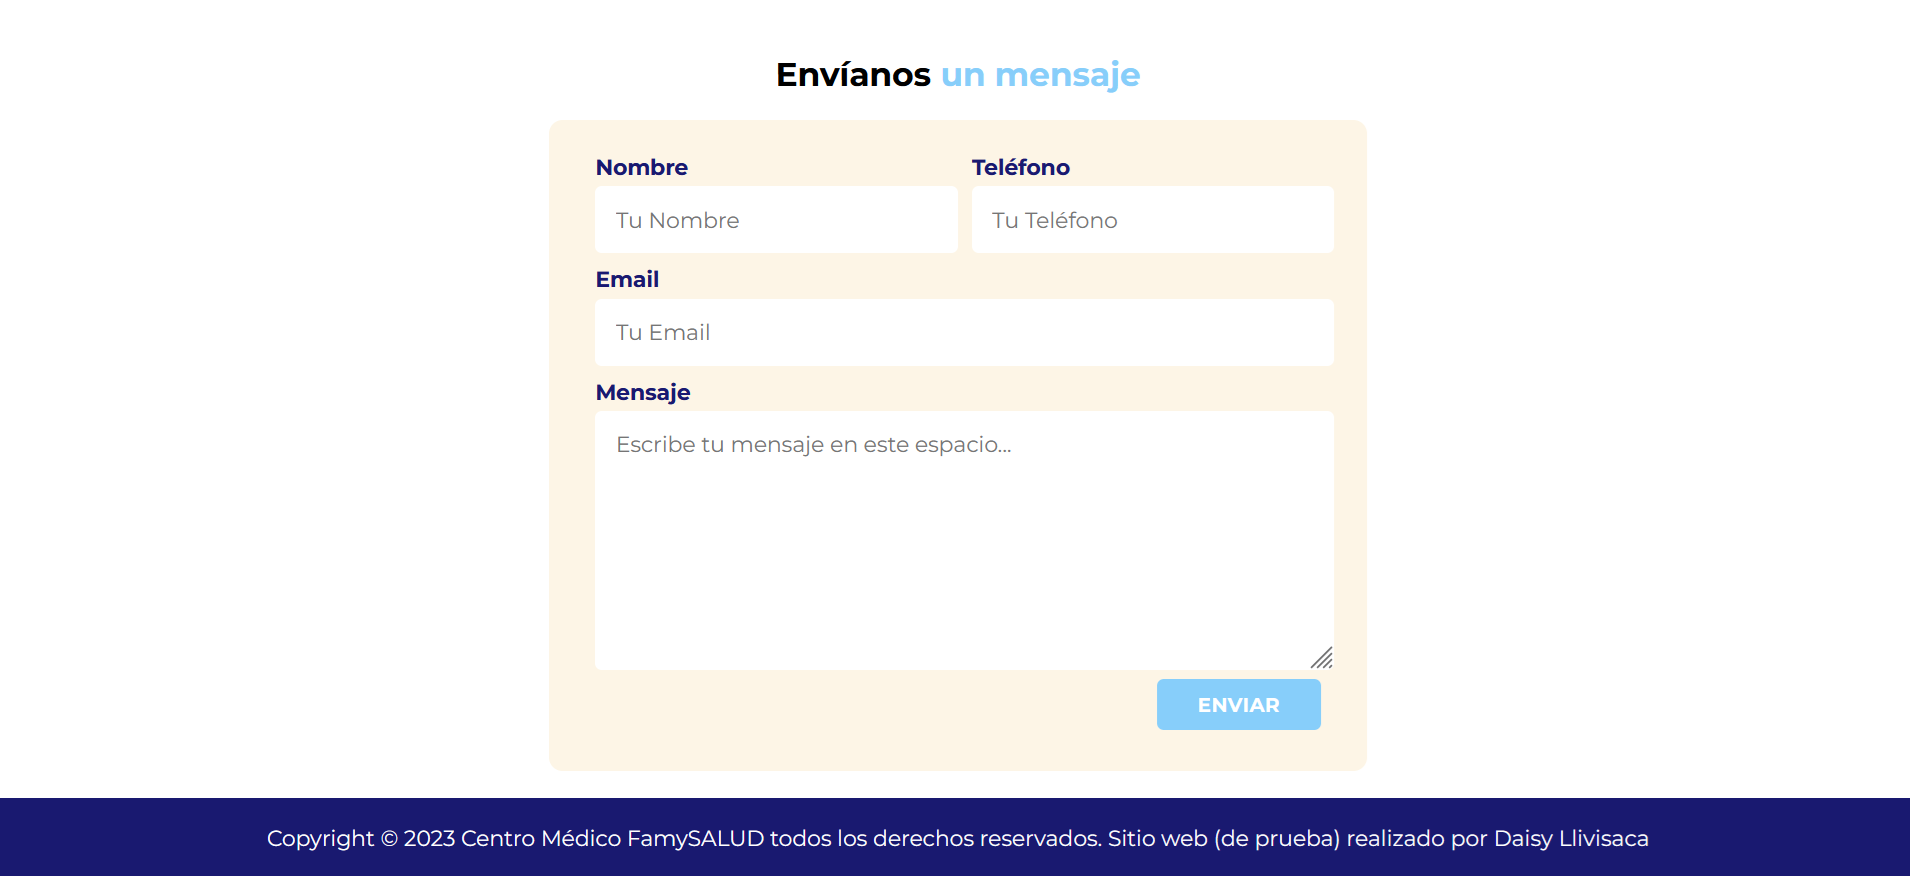 Envíanos un mensaje
Nombre Teléfono
Tu Nombre Tu Teléfono
Email
Tu Email
Mensaje
Escribe tu mensaje en este espacio...
ENVIAR
Copyright © 2023 Centro Médico FamySALUD todos los derechos reservados. Sitio web (de prueba) realizado por Daisy Llivisaca